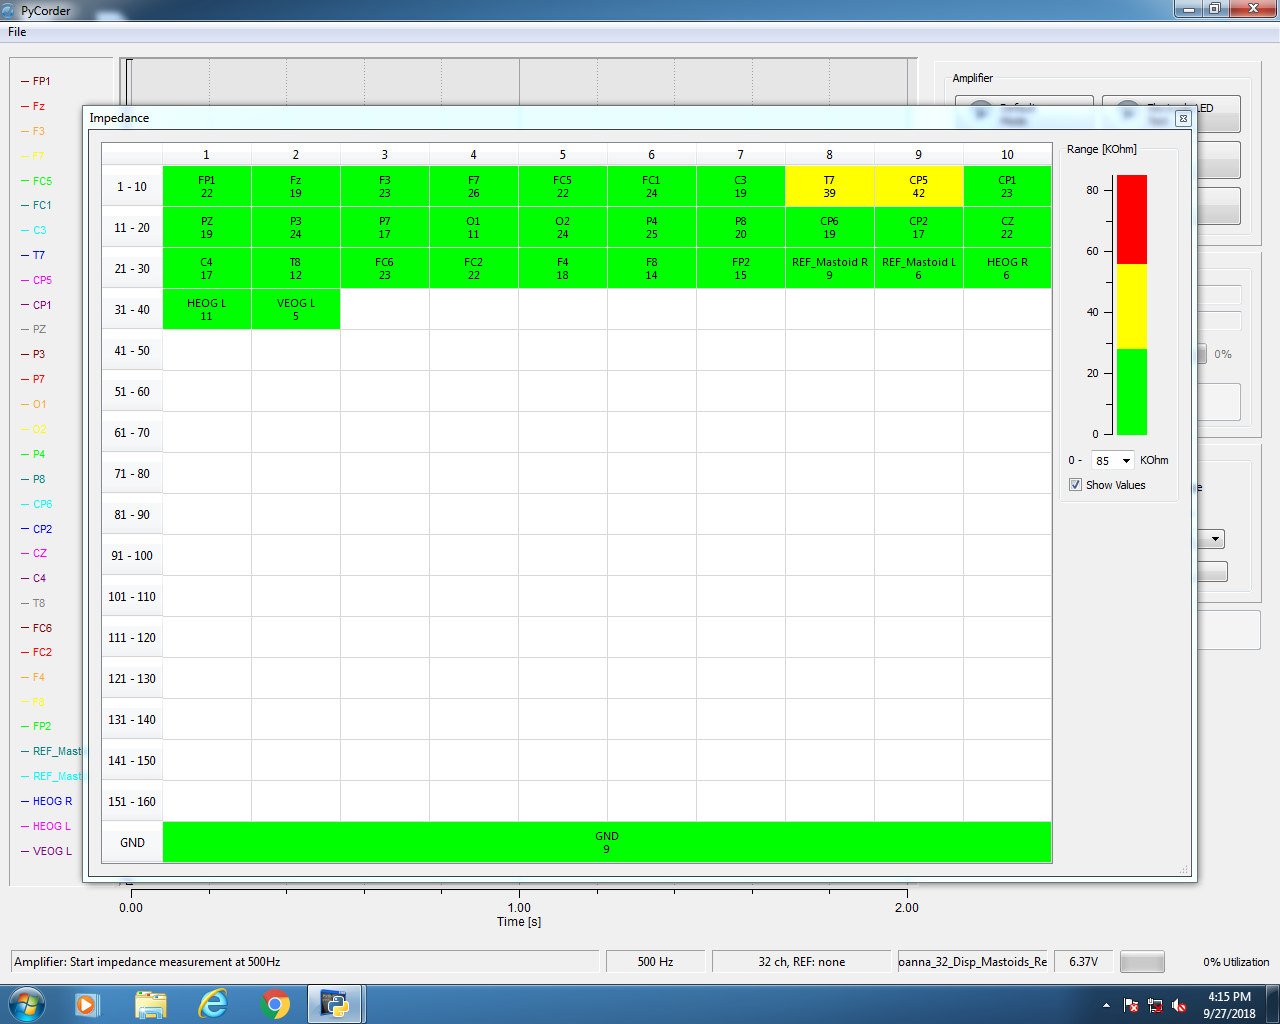 PyCorder
File
FP1
Fz
F3
F7
FC5
FC1
C3
T7
CP5
CP1
PZ
P3
P7
O1
O2
P4
P8
CP6
CP2
CZ
C4
T8
FC6
FC2
F4
F8
FP2
REF_Mast
REF_Mast
HEOG R
HEOG L
VEOG L
Amplifier
Default
Mode
Electrode LED
Test
Impedance
1 2 3 4 5 6 7 8 9 10
1 - 10
FP1 Fz F3 F7 FC5 FC1 C3 T7 CP5 CP1
22 19 23 26 22 24 19 39 42 23
11 - 20
PZ P3 P7 O1 O2 P4 P8 CP6 CP2 CZ
19 24 17 11 24 25 20 19 17 22
21 - 30
C4 T8 FC6 FC2 F4 F8 FP2 REF_Mastoid R REF_Mastoid L HEOG R
17 12 23 22 18 14 15 9 6 6
31 - 40
HEOG L VEOG L
11 5
41 - 50
51 - 60
61 - 70
71 - 80
81 - 90
91 - 100
101 - 110
111 - 120
121 - 130
131 - 140
141 - 150
151 - 160
GND
GND
9
Range [KOhm]
80
60
40
20
0
0 - 85 KOhm
Show Values
0%
0.00 1.00 2.00
Time [s]
Amplifier: Start impedance measurement at 500Hz
500 Hz
32 ch, REF: none
oanna_32_Disp_Mastoids_Re
6.37V
0% Utilization
4:15 PM
9/27/2018